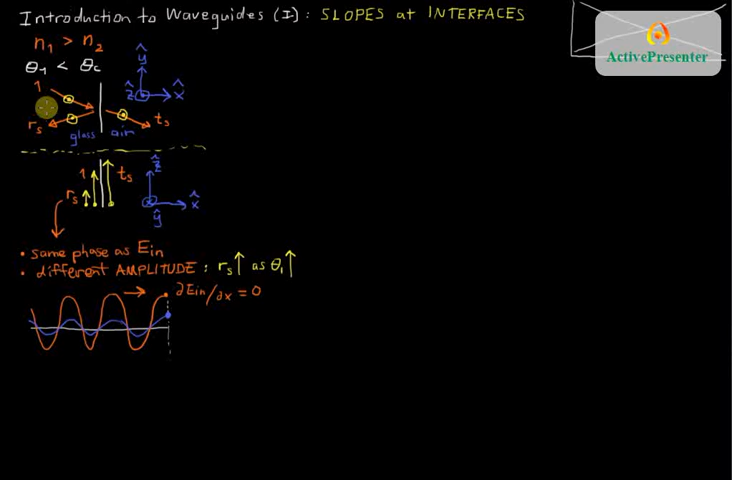 Introduction to Waveguides (I): SLOPES at INTERFACES
ActivePresenter
n1 > n2
θ1 < θc
ŷ
ẑ x̂
1
rs ts
glass air
ẑ
1 ts
rs
x̂
ŷ
• same phase as Ein
• different AMPLITUDE: rs↑ as θ1↑
∂Ein/∂x = 0